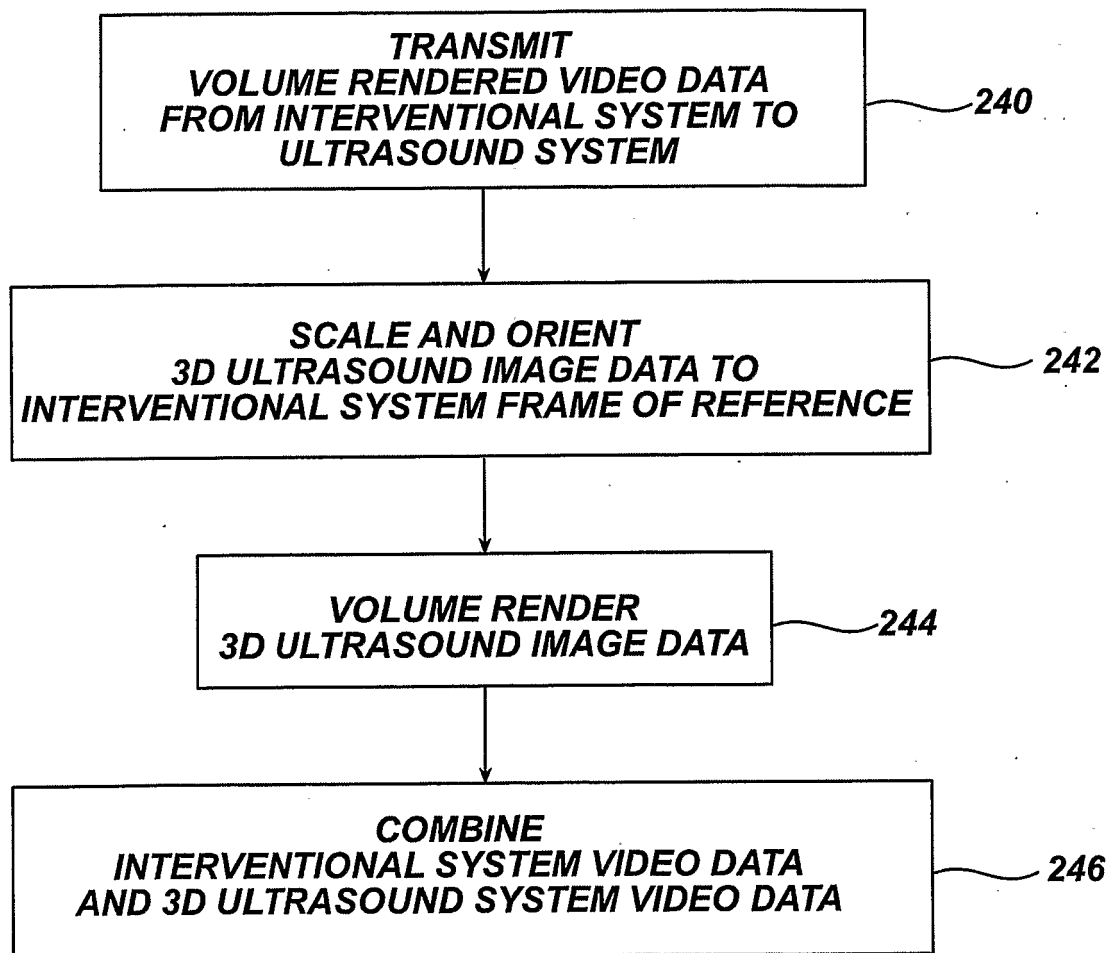 TRANSMIT
VOLUME RENDERED VIDEO DATA
FROM INTERVENTIONAL SYSTEM TO
ULTRASOUND SYSTEM
240
SCALE AND ORIENT
3D ULTRASOUND IMAGE DATA TO
INTERVENTIONAL SYSTEM FRAME OF REFERENCE
242
VOLUME RENDER
3D ULTRASOUND IMAGE DATA
244
COMBINE
INTERVENTIONAL SYSTEM VIDEO DATA
AND 3D ULTRASOUND SYSTEM VIDEO DATA
246